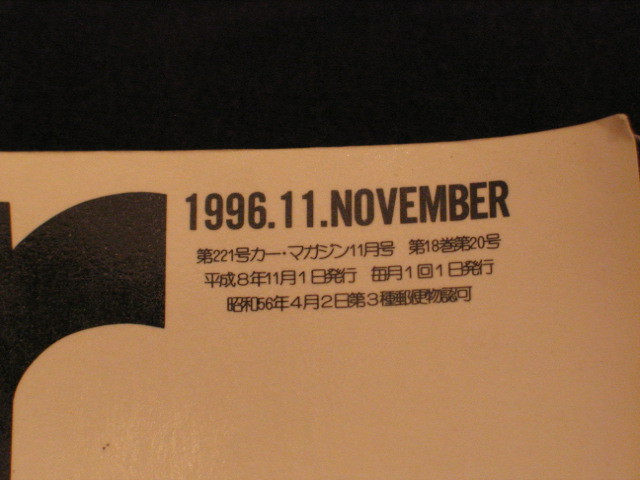 r
1996.11.NOVEMBER
第221号カー・マガジン11月号 第18巻第20号
平成8年11月1日発行 毎月1回1日発行
昭和56年4月2日第3種郵便物認可